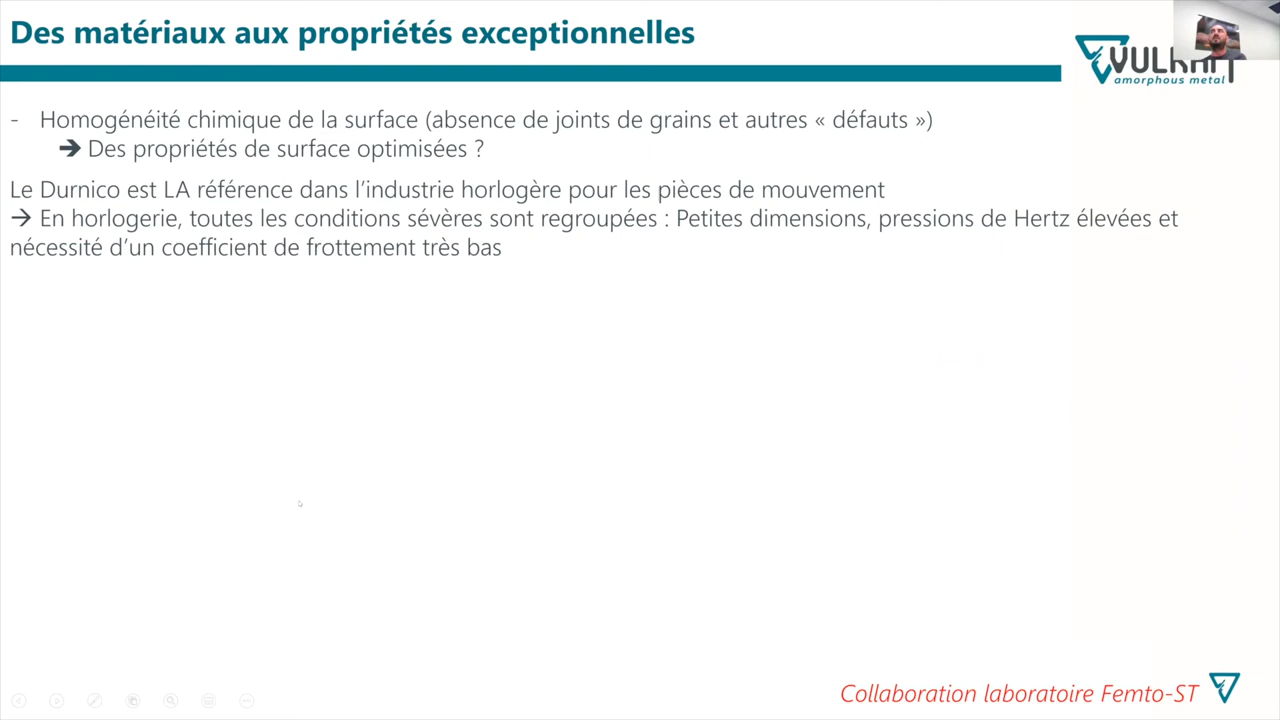 Des matériaux aux propriétés exceptionnelles
amorphous metal
- Homogénéité chimique de la surface (absence de joints de grains et autres « défauts »)
➔ Des propriétés de surface optimisées ?
Le Durnico est LA référence dans l'industrie horlogère pour les pièces de mouvement
→ En horlogerie, toutes les conditions sévères sont regroupées : Petites dimensions, pressions de Hertz élevées et
nécessité d'un coefficient de frottement très bas
Collaboration laboratoire Femto-ST